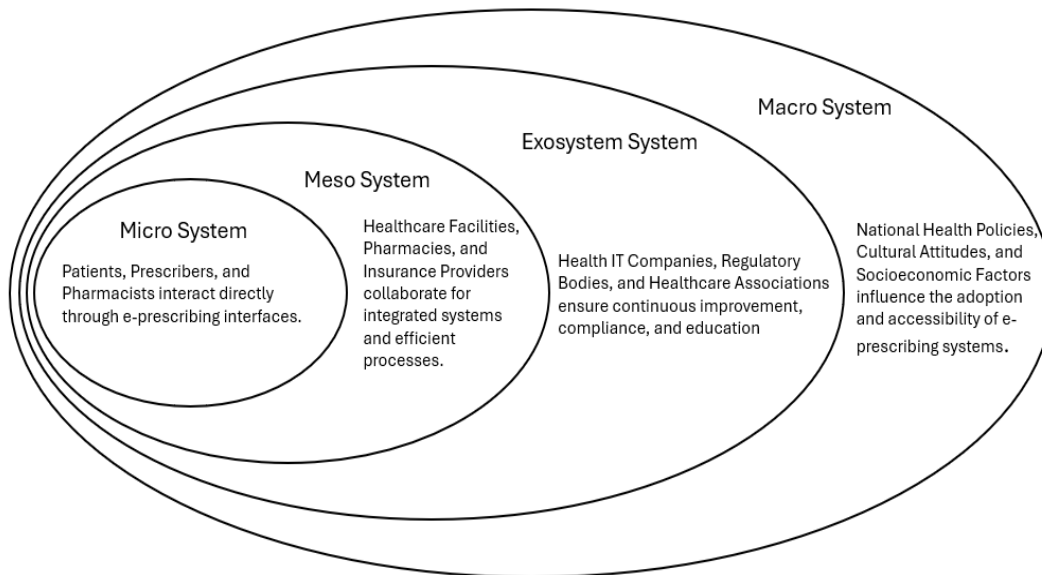 Macro System
Exosystem System
Meso System
Micro System
Patients, Prescribers, and
Pharmacists interact directly
through e-prescribing interfaces.
Healthcare Facilities,
Pharmacies, and
Insurance Providers
collaborate for
integrated systems
and efficient
processes.
Health IT Companies, Regulatory
Bodies, and Healthcare Associations
ensure continuous improvement,
compliance, and education
National Health Policies,
Cultural Attitudes, and
Socioeconomic Factors
influence the adoption
and accessibility of e-
prescribing systems.